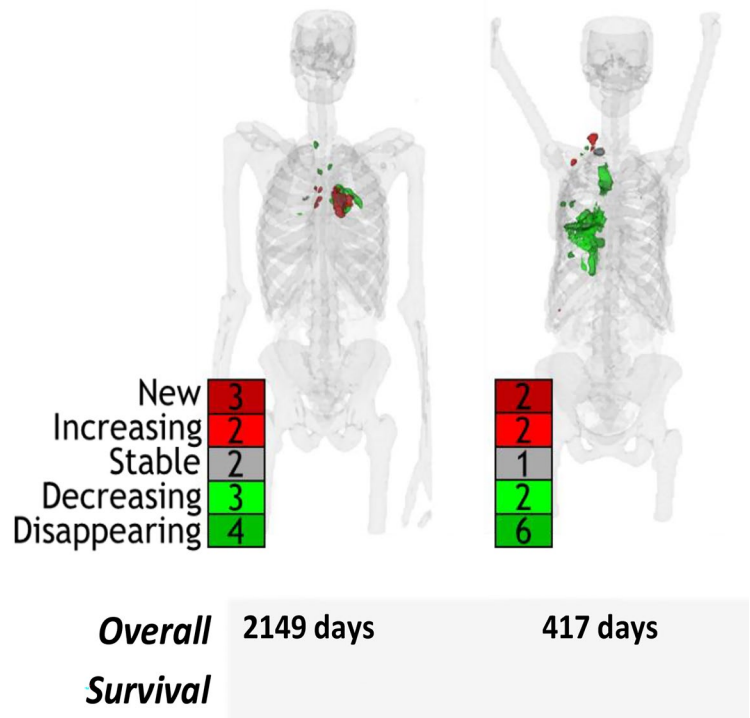 New 3 2
Increasing 2 2
Stable 2 1
Decreasing 3 2
Disappearing 4 6
Overall 2149 days 417 days
Survival